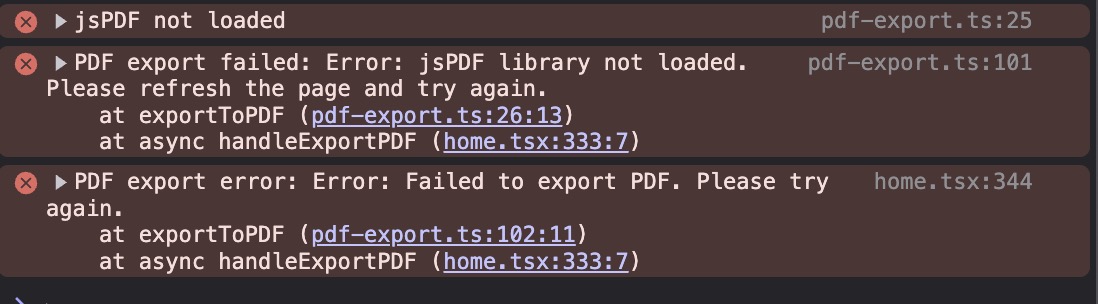 jsPDF not loaded pdf-export.ts:25
PDF export failed: Error: jsPDF library not loaded. pdf-export.ts:101
Please refresh the page and try again.
at exportToPDF (pdf-export.ts:26:13)
at async handleExportPDF (home.tsx:333:7)
PDF export error: Error: Failed to export PDF. Please try home.tsx:344
again.
at exportToPDF (pdf-export.ts:102:11)
at async handleExportPDF (home.tsx:333:7)